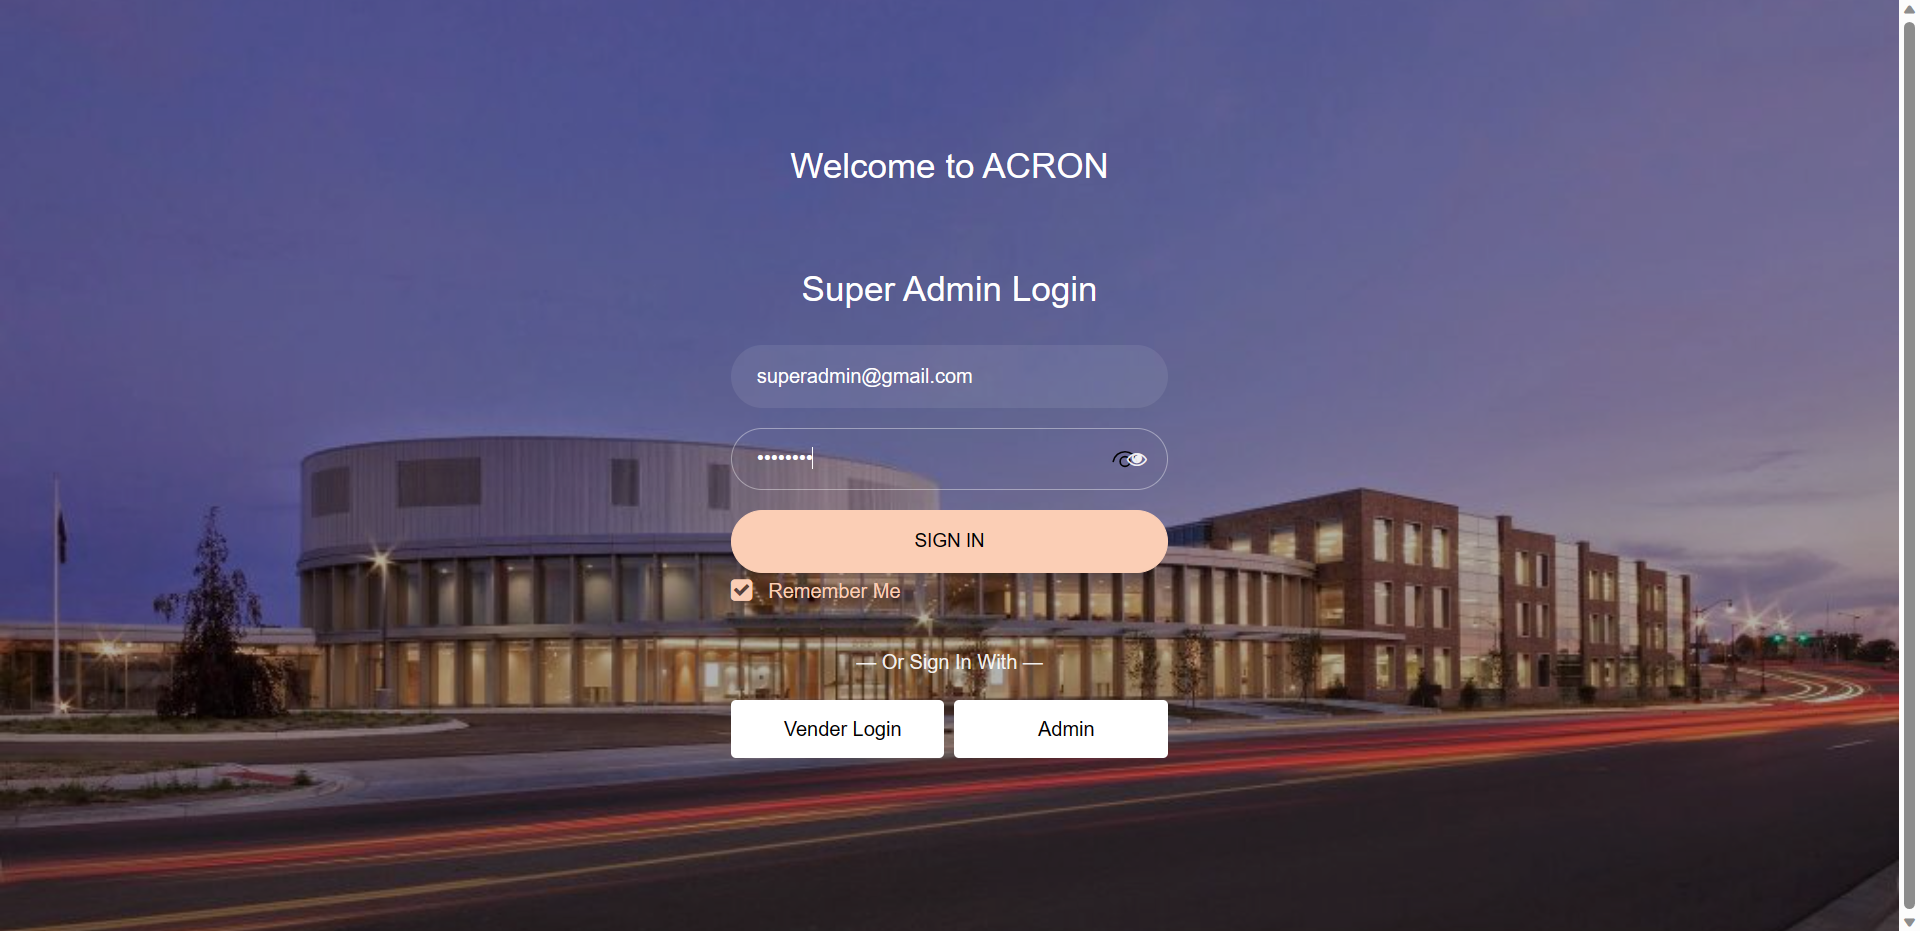 Welcome to ACRON
Super Admin Login
superadmin@gmail.com
••••••••
SIGN IN
Remember Me
— Or Sign In With —
Vender Login
Admin